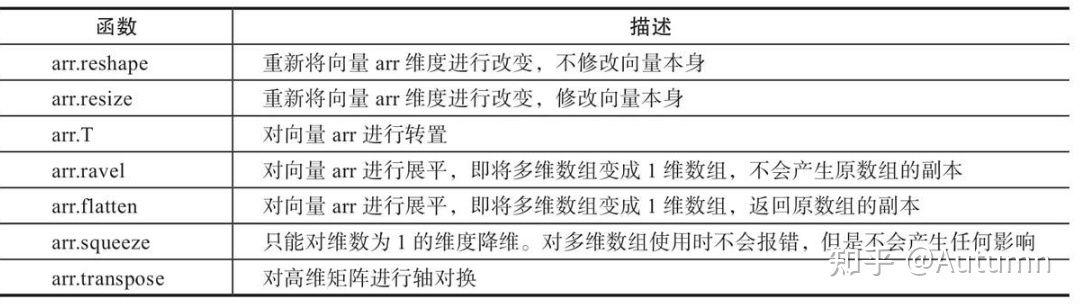 函数 描述
arr.reshape 重新将向量 arr 维度进行改变，不修改向量本身
arr.resize 重新将向量 arr 维度进行改变，修改向量本身
arr.T 对向量 arr 进行转置
arr.ravel 对向量 arr 进行展平，即将多维数组变成 1 维数组，不会产生原数组的副本
arr.flatten 对向量 arr 进行展平，即将多维数组变成 1 维数组，返回原数组的副本
arr.squeeze 只能对维数为 1 的维度降维。对多维数组使用时不会报错，但是不会产生任何影响
arr.transpose 对高维矩阵进行轴对换
知乎 @Autumn